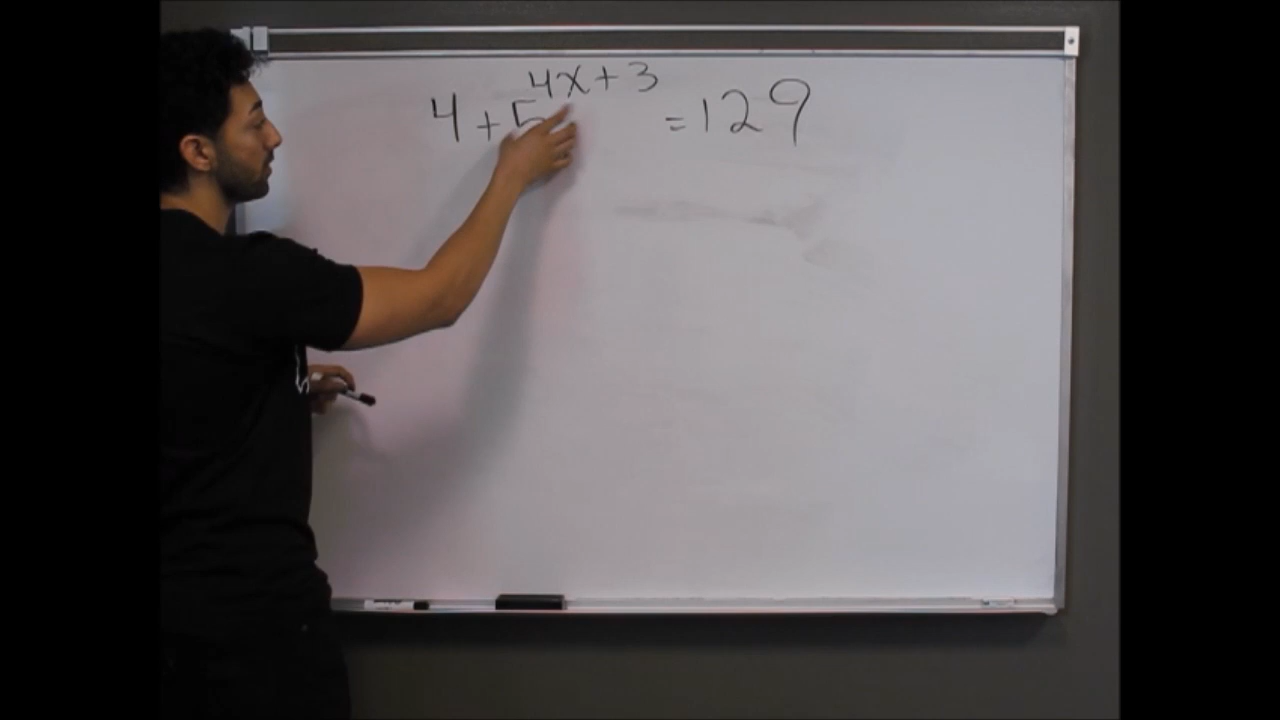 4 + 5^{4x+3} = 129